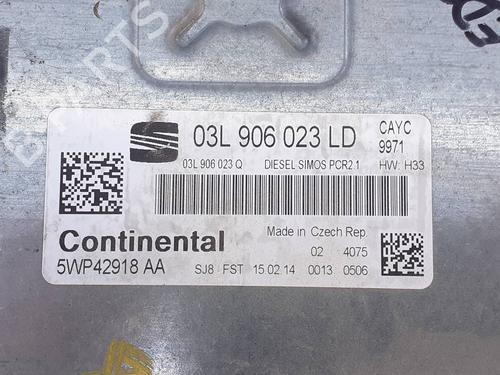 03L 906 023 LD CAYC
9971
03L 906 023 Q DIESEL SIMOS PCR2.1 HW: H33
Continental Made in Czech Rep.
02 4075
5WP42918 AA SJ8 FST 15 02 14 0013 0506